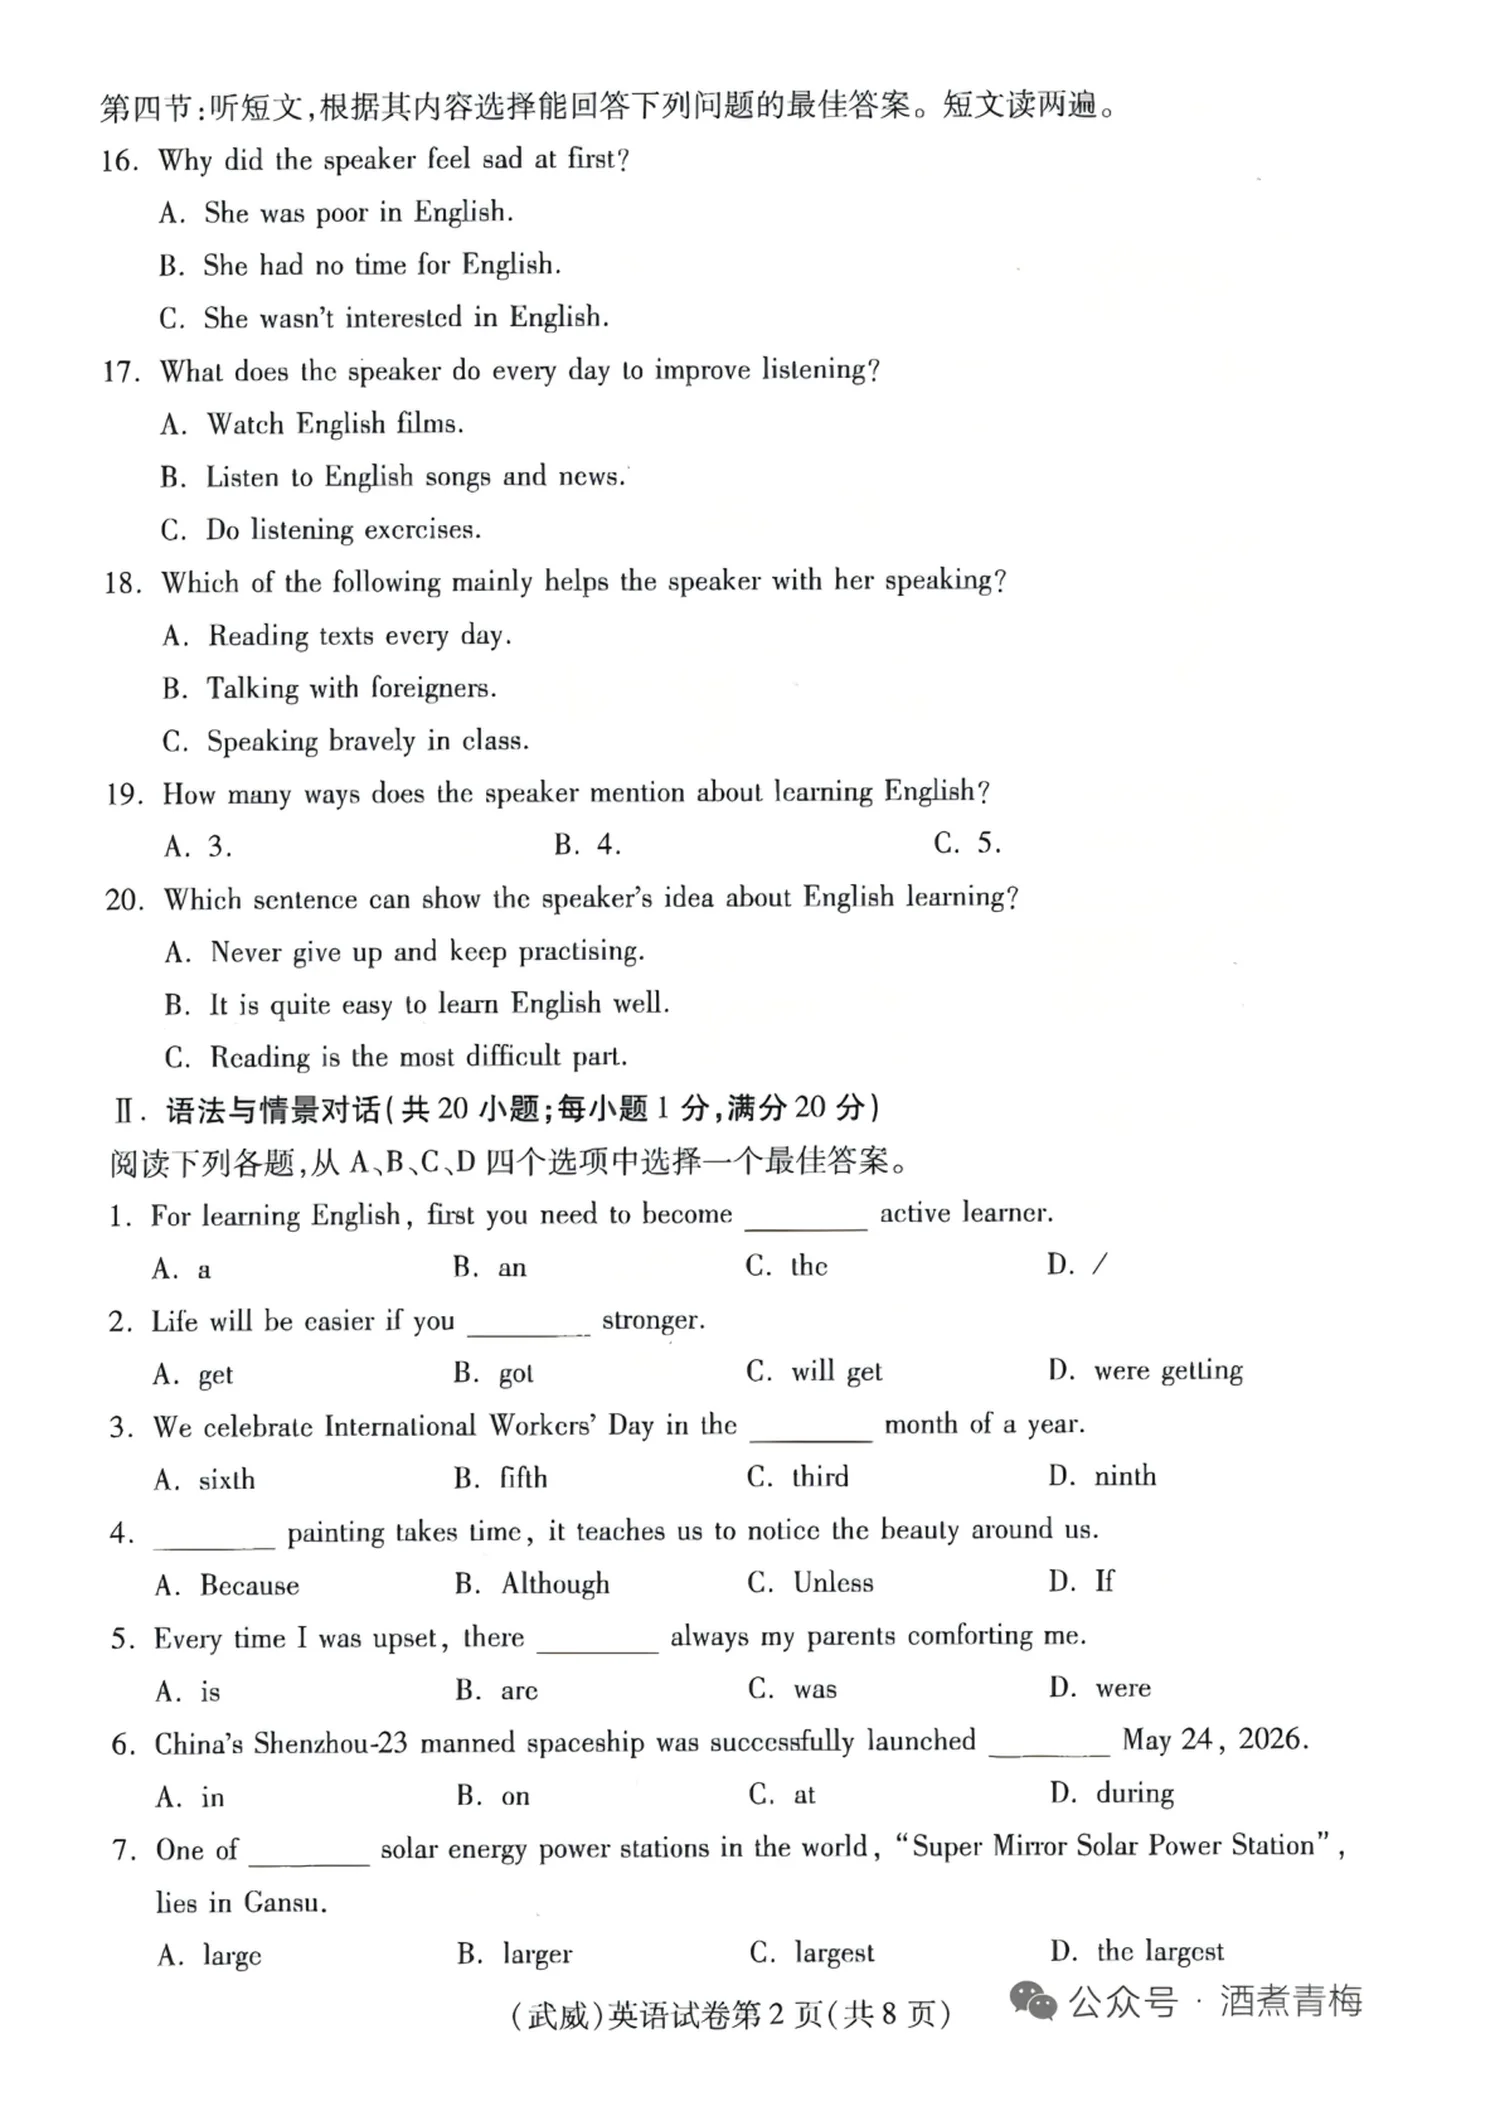 第四节:听短文,根据其内容选择能回答下列问题的最佳答案。短文读两遍。
16. Why did the speaker feel sad at first?
A. She was poor in English.
B. She had no time for English.
C. She wasn't interested in English.
17. What does the speaker do every day to improve listening?
A. Watch English films.
B. Listen to English songs and news.
C. Do listening exercises.
18. Which of the following mainly helps the speaker with her speaking?
A. Reading texts every day.
B. Talking with foreigners.
C. Speaking bravely in class.
19. How many ways does the speaker mention about learning English?
A. 3. B. 4. C. 5.
20. Which sentence can show the speaker's idea about English learning?
A. Never give up and keep practising.
B. It is quite easy to learn English well.
C. Reading is the most difficult part.
Ⅱ. 语法与情景对话(共20小题;每小题1分,满分20分)
阅读下列各题,从A、B、C、D四个选项中选择一个最佳答案。
1. For learning English, first you need to become ________ active learner.
A. a B. an C. the D. /
2. Life will be easier if you ________ stronger.
A. get B. got C. will get D. were getting
3. We celebrate International Workers' Day in the ________ month of a year.
A. sixth B. fifth C. third D. ninth
4. ________ painting takes time, it teaches us to notice the beauty around us.
A. Because B. Although C. Unless D. If
5. Every time I was upset, there ________ always my parents comforting me.
A. is B. are C. was D. were
6. China's Shenzhou-23 manned spaceship was successfully launched ________ May 24, 2026.
A. in B. on C. at D. during
7. One of ________ solar energy power stations in the world, "Super Mirror Solar Power Station",
lies in Gansu.
A. large B. larger C. largest D. the largest
(武威)英语试卷第2页(共8页)
公众号 · 酒煮青梅